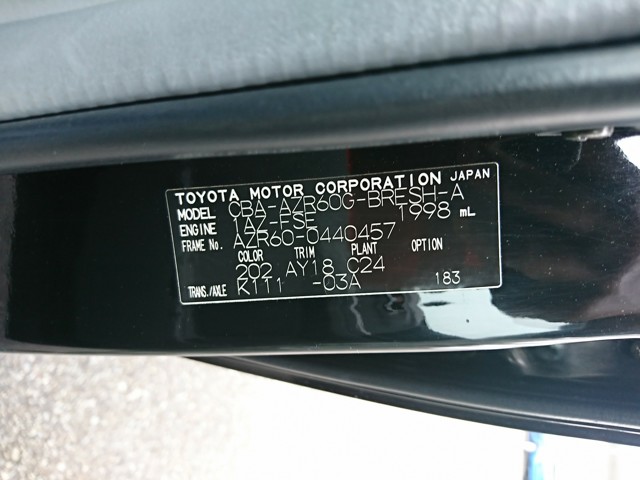 TOYOTA MOTOR CORPORATION JAPAN
MODEL CBA-AZR60G-BRESH-A
ENGINE 1AZ-FSE 1998 mL
FRAME No. AZR60-0440457
COLOR TRIM PLANT OPTION
202 AY18 C24
TRANS./AXLE K111 -03A 183